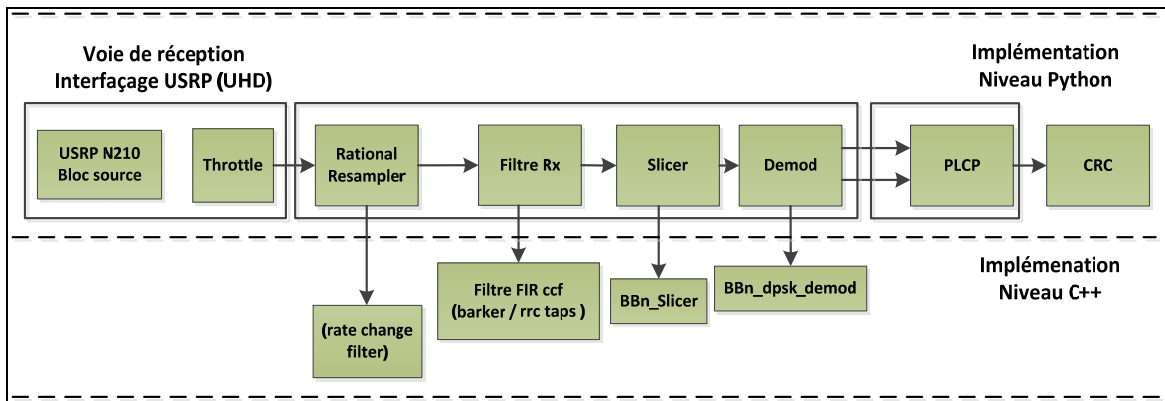 Voie de réception
Interfaçage USRP (UHD)
Implémentation
Niveau Python
USRP N210
Bloc source
Throttle
Rational
Resampler
Filtre Rx
Slicer
Demod
PLCP
CRC
Implémenation
Niveau C++
(rate change
filter)
Filtre FIR ccf
(barker / rrc taps )
BBn_Slicer
BBn_dpsk_demod